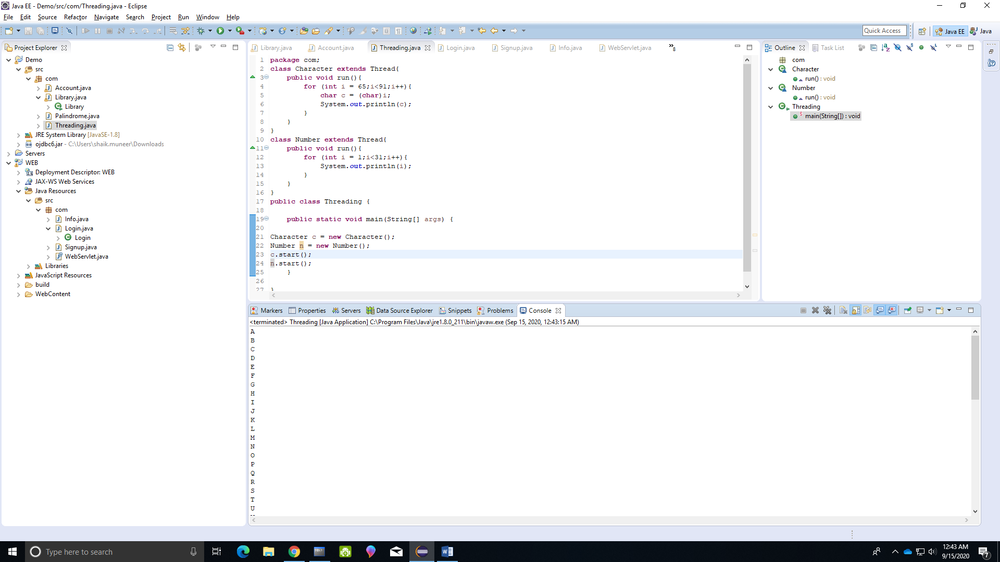 Java EE - Demo/src/com/Threading.java - Eclipse
File Edit Source Refactor Navigate Search Project Run Window Help
Quick Access Java EE Java
Project Explorer
Demo
src
com
Account.java
Library.java
Library
Palindrome.java
Threading.java
JRE System Library [JavaSE-1.8]
ojdbc6.jar - C:\Users\shaik.muneer\Downloads
Servers
WEB
Deployment Descriptor: WEB
JAX-WS Web Services
Java Resources
src
com
Info.java
Login.java
Login
Signup.java
WebServlet.java
Libraries
JavaScript Resources
build
WebContent
Library.java Account.java Threading.java Login.java Signup.java Info.java WebServlet.java »8
1 package com;
2 class Character extends Thread{
3 public void run(){
4 for (int i = 65;i<91;i++){
5 char c = (char)i;
6 System.out.println(c);
7 }
8 }
9 }
10 class Number extends Thread{
11 public void run(){
12 for (int i = 1;i<31;i++){
13 System.out.println(i);
14 }
15 }
16 }
17 public class Threading {
18
19 public static void main(String[] args) {
20
21 Character c = new Character();
22 Number n = new Number();
23 c.start();
24 n.start();
25 }
26
27 }
Outline Task List
com
Character
run() : void
Number
run() : void
Threading
main(String[]) : void
Markers Properties Servers Data Source Explorer Snippets Problems Console
<terminated> Threading [Java Application] C:\Program Files\Java\jre1.8.0_211\bin\javaw.exe (Sep 15, 2020, 12:43:15 AM)
A
B
C
D
E
F
G
H
I
J
K
L
M
N
O
P
Q
R
S
T
U
Type here to search
12:43 AM
9/15/2020
7